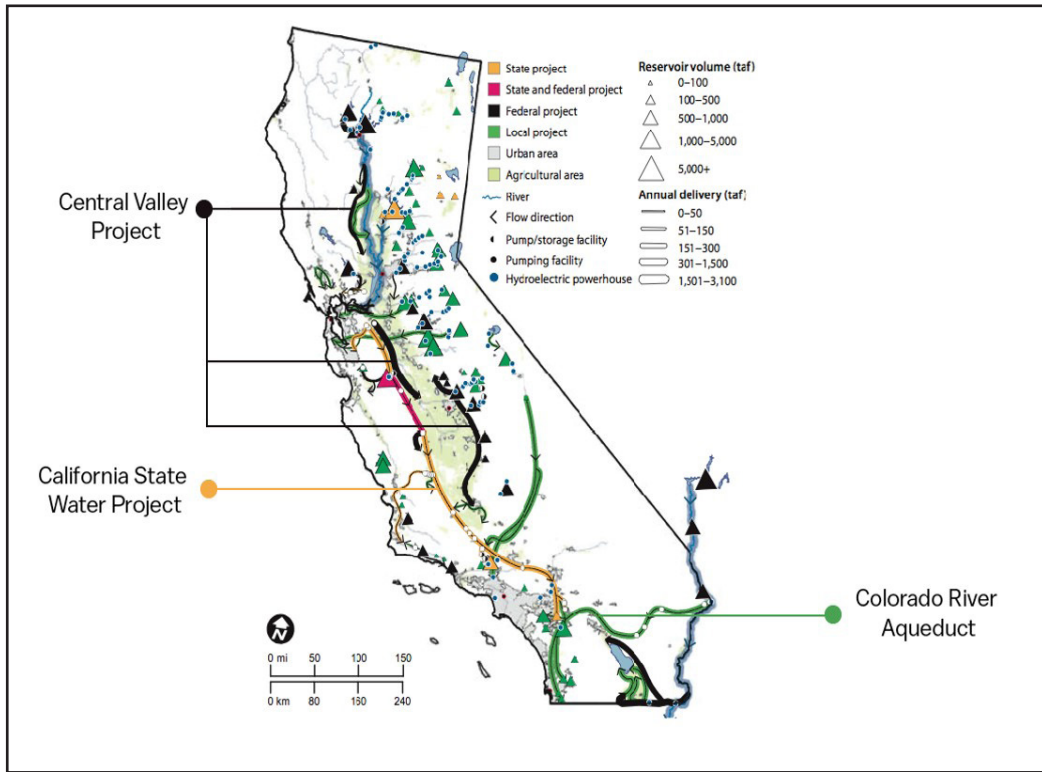 State project
State and federal project
Federal project
Local project
Urban area
Agricultural area
River
Flow direction
Pump/storage facility
Pumping facility
Hydroelectric powerhouse
Reservoir volume (taf)
0–100
100–500
500–1,000
1,000–5,000
5,000+
Annual delivery (taf)
0–50
51–150
151–300
301–1,500
1,501–3,100
Central Valley
Project
California State
Water Project
Colorado River
Aqueduct
N
0 mi 50 100 150
0 km 80 160 240